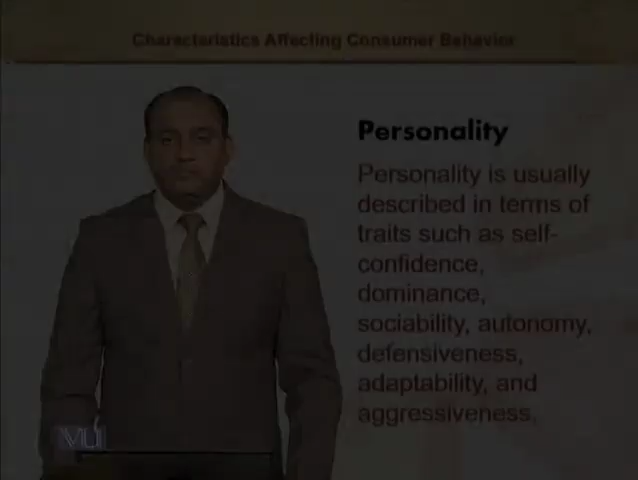 Characteristics Affecting Consumer Behavior
Personality
Personality is usually
described in terms of
traits such as self-
confidence,
dominance,
sociability, autonomy,
defensiveness,
adaptability, and
aggressiveness.
VU